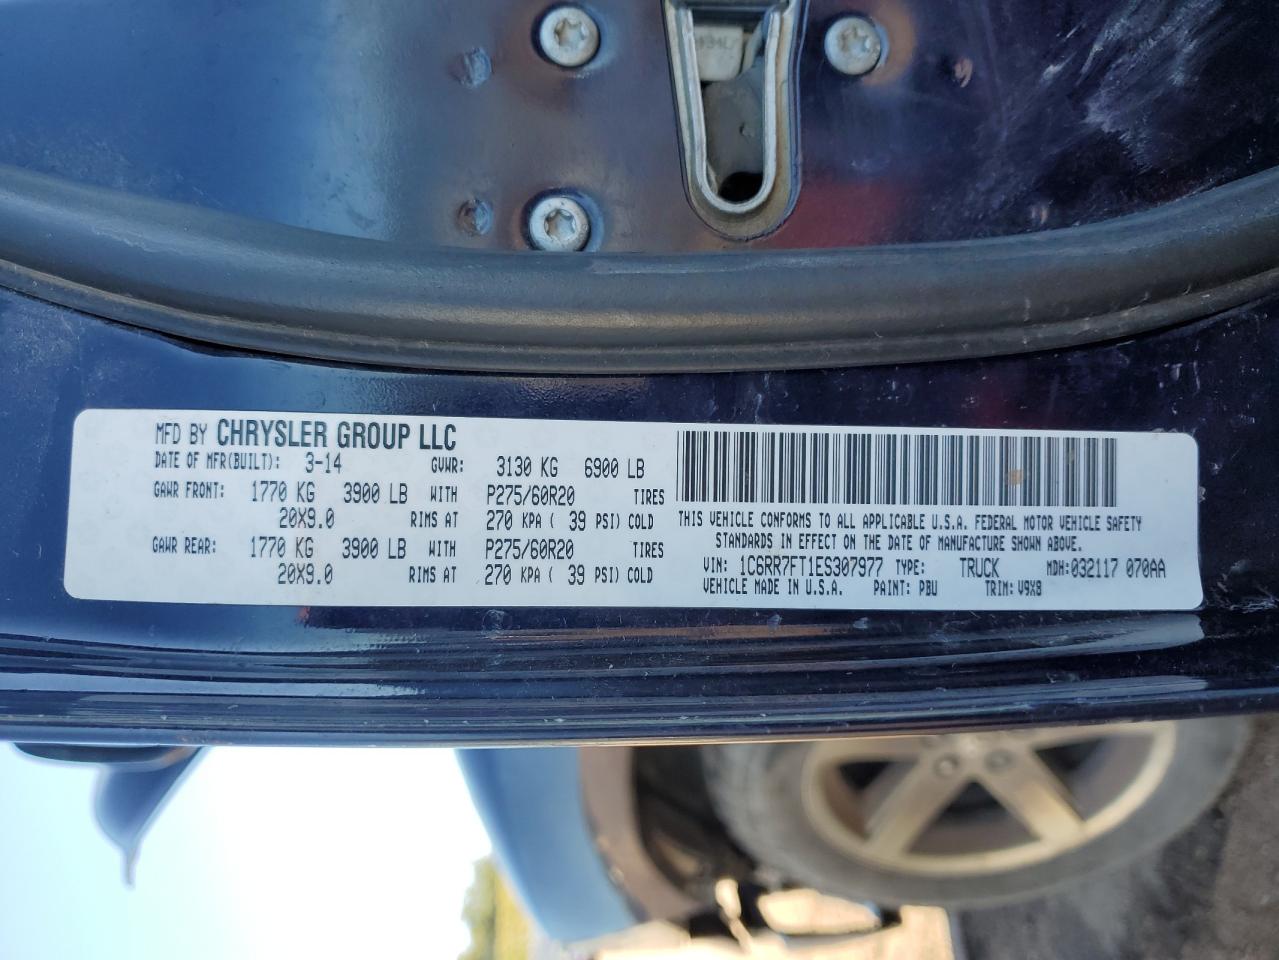 MFD BY CHRYSLER GROUP LLC
DATE OF MFR(BUILT): 3-14 GVWR: 3130 KG 6900 LB
GAWR FRONT: 1770 KG 3900 LB WITH P275/60R20 TIRES
20X9.0 RIMS AT 270 KPA ( 39 PSI) COLD
GAWR REAR: 1770 KG 3900 LB WITH P275/60R20 TIRES
20X9.0 RIMS AT 270 KPA ( 39 PSI) COLD
THIS VEHICLE CONFORMS TO ALL APPLICABLE U.S.A. FEDERAL MOTOR VEHICLE SAFETY
STANDARDS IN EFFECT ON THE DATE OF MANUFACTURE SHOWN ABOVE.
VIN: 1C6RR7FT1ES307977 TYPE: TRUCK MDH:032117 070AA
VEHICLE MADE IN U.S.A. PAINT: PBU TRIM: V9X8